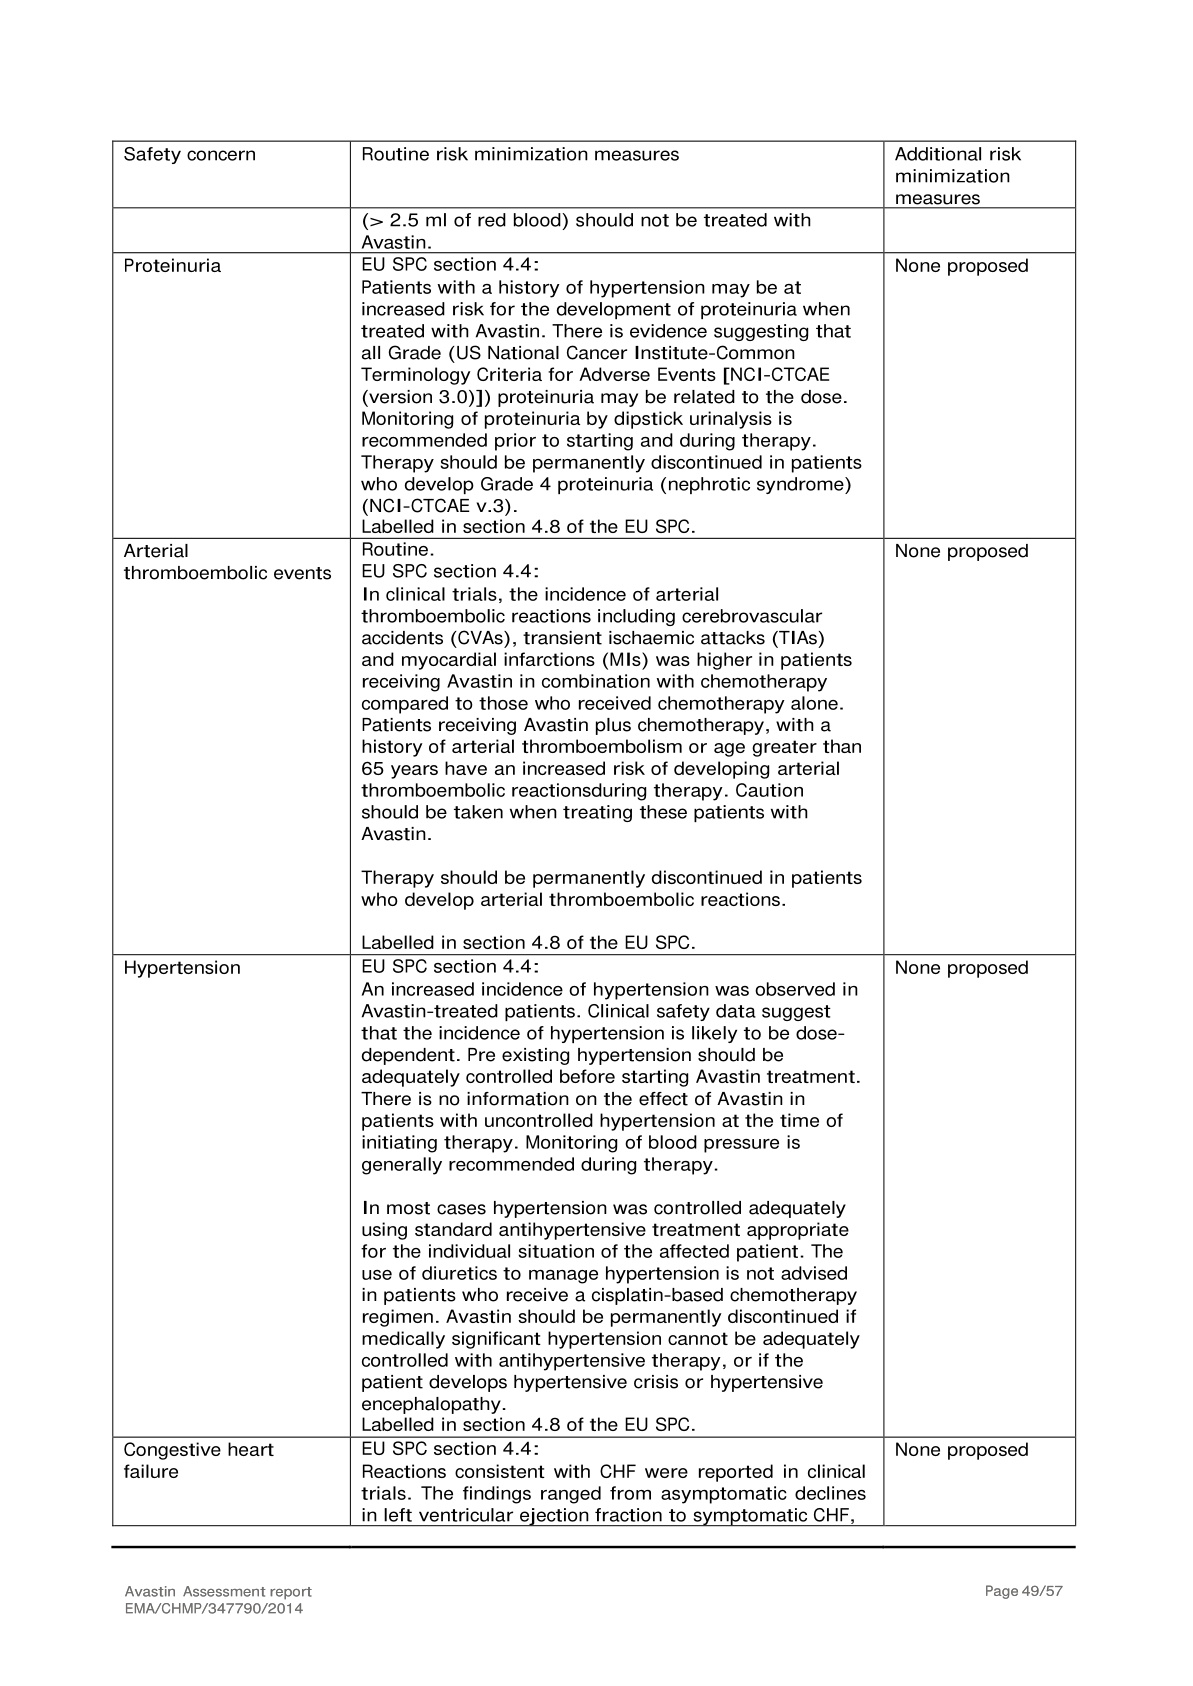 Safety concern
Routine risk minimization measures
Additional risk
minimization
measures
(> 2.5 ml of red blood) should not be treated with
Avastin.
Proteinuria
EU SPC section 4.4:
Patients with a history of hypertension may be at
increased risk for the development of proteinuria when
treated with Avastin. There is evidence suggesting that
all Grade (US National Cancer Institute-Common
Terminology Criteria for Adverse Events [NCI-CTCAE
(version 3.0)]) proteinuria may be related to the dose.
Monitoring of proteinuria by dipstick urinalysis is
recommended prior to starting and during therapy.
Therapy should be permanently discontinued in patients
who develop Grade 4 proteinuria (nephrotic syndrome)
(NCI-CTCAE v.3).
Labelled in section 4.8 of the EU SPC.
None proposed
Arterial
thromboembolic events
Routine.
EU SPC section 4.4:
In clinical trials, the incidence of arterial
thromboembolic reactions including cerebrovascular
accidents (CVAs), transient ischaemic attacks (TIAs)
and myocardial infarctions (MIs) was higher in patients
receiving Avastin in combination with chemotherapy
compared to those who received chemotherapy alone.
Patients receiving Avastin plus chemotherapy, with a
history of arterial thromboembolism or age greater than
65 years have an increased risk of developing arterial
thromboembolic reactionsduring therapy. Caution
should be taken when treating these patients with
Avastin.
Therapy should be permanently discontinued in patients
who develop arterial thromboembolic reactions.
Labelled in section 4.8 of the EU SPC.
None proposed
Hypertension
EU SPC section 4.4:
An increased incidence of hypertension was observed in
Avastin-treated patients. Clinical safety data suggest
that the incidence of hypertension is likely to be dose-
dependent. Pre existing hypertension should be
adequately controlled before starting Avastin treatment.
There is no information on the effect of Avastin in
patients with uncontrolled hypertension at the time of
initiating therapy. Monitoring of blood pressure is
generally recommended during therapy.
In most cases hypertension was controlled adequately
using standard antihypertensive treatment appropriate
for the individual situation of the affected patient. The
use of diuretics to manage hypertension is not advised
in patients who receive a cisplatin-based chemotherapy
regimen. Avastin should be permanently discontinued if
medically significant hypertension cannot be adequately
controlled with antihypertensive therapy, or if the
patient develops hypertensive crisis or hypertensive
encephalopathy.
Labelled in section 4.8 of the EU SPC.
None proposed
Congestive heart
failure
EU SPC section 4.4:
Reactions consistent with CHF were reported in clinical
trials. The findings ranged from asymptomatic declines
in left ventricular ejection fraction to symptomatic CHF,
None proposed
Avastin Assessment report
EMA/CHMP/347790/2014
Page 49/57